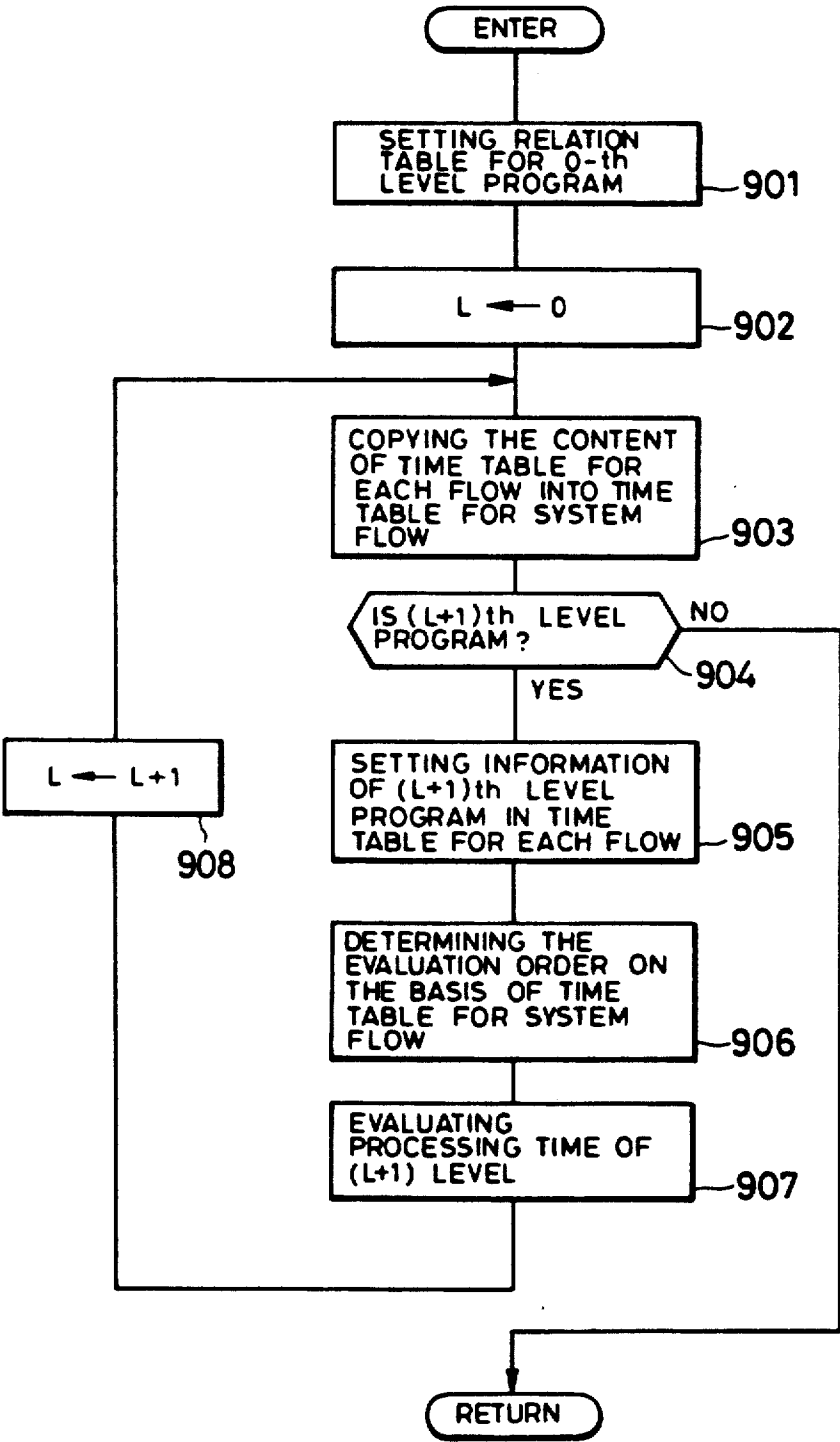 ENTER
SETTING RELATION
TABLE FOR 0-th
LEVEL PROGRAM
901
L ← 0
902
COPYING THE CONTENT
OF TIME TABLE FOR
EACH FLOW INTO TIME
TABLE FOR SYSTEM
FLOW
903
IS (L+1)th LEVEL
PROGRAM?
NO
904
YES
SETTING INFORMATION
OF (L+1)th LEVEL
PROGRAM IN TIME
TABLE FOR EACH FLOW
905
L ← L+1
908
DETERMINING THE
EVALUATION ORDER ON
THE BASIS OF TIME
TABLE FOR SYSTEM
FLOW
906
EVALUATING
PROCESSING TIME OF
(L+1) LEVEL
907
RETURN